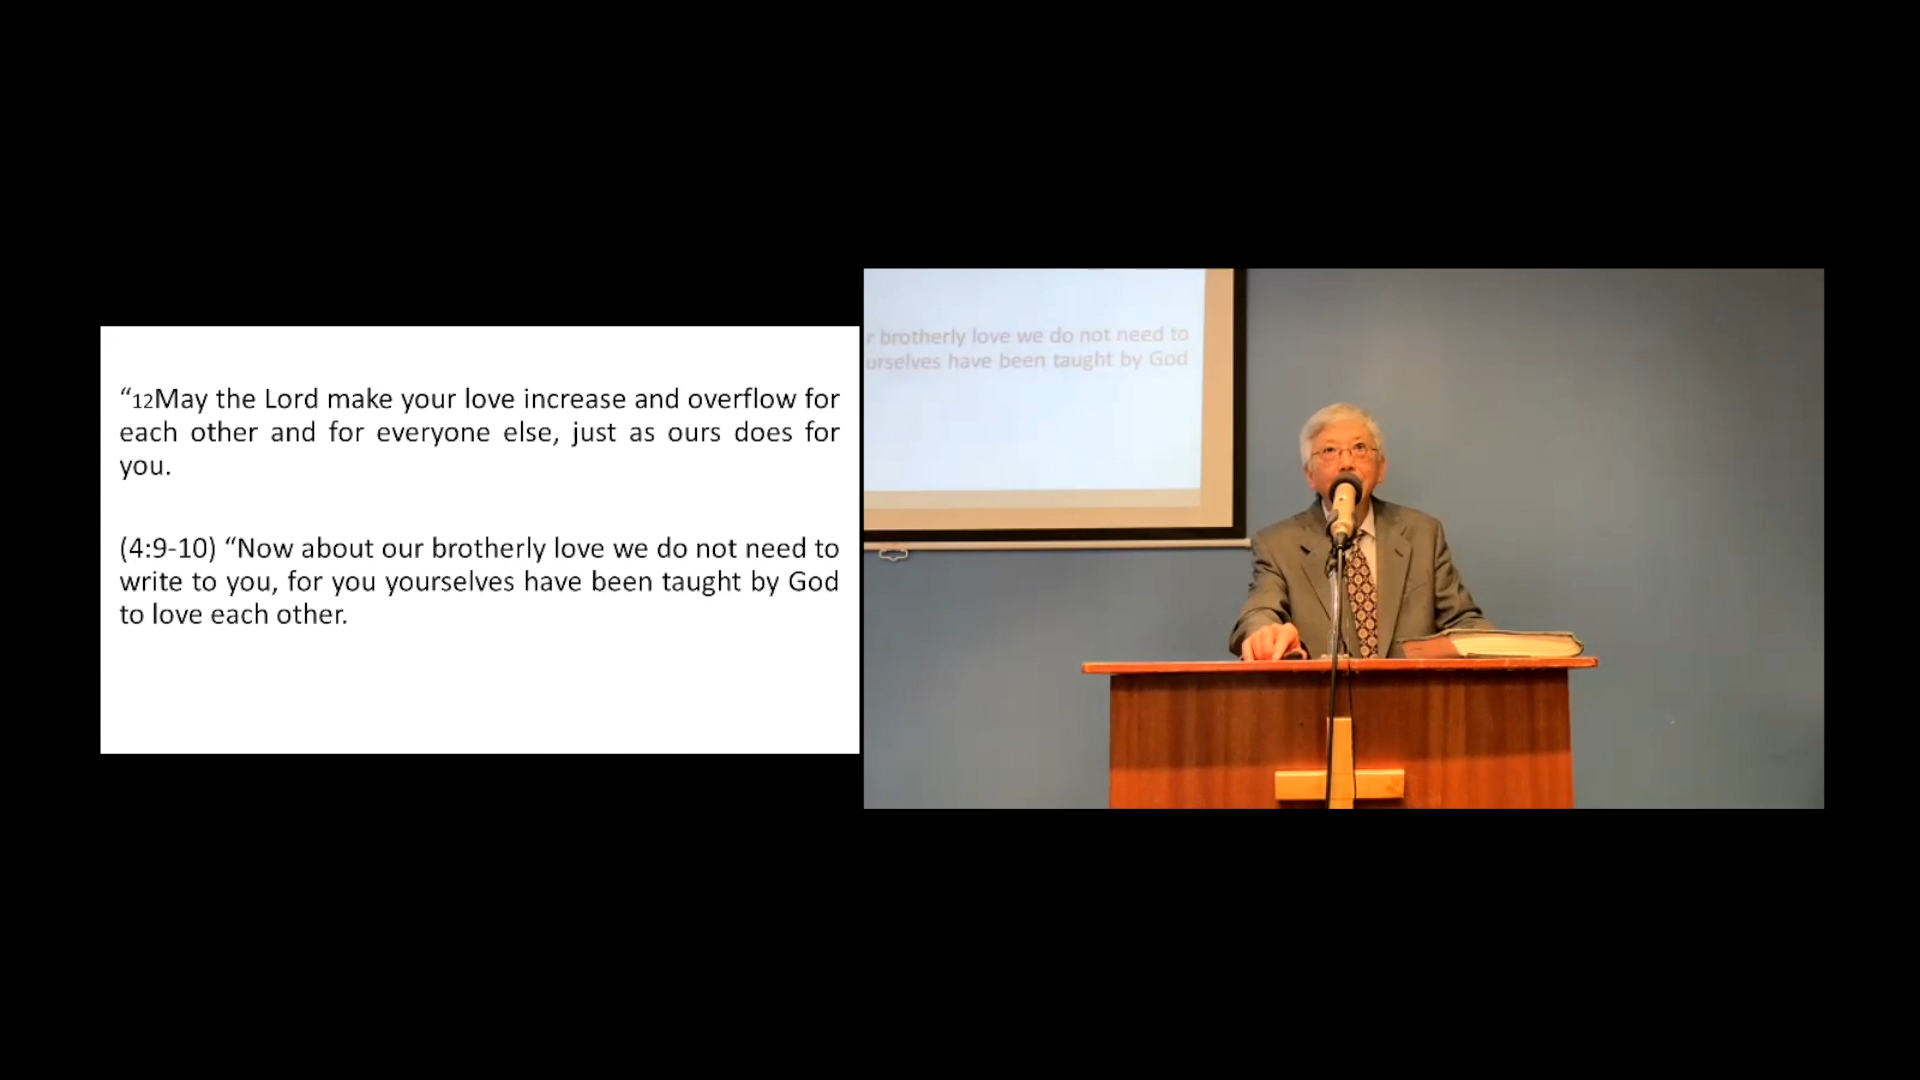 “12May the Lord make your love increase and overflow for
each other and for everyone else, just as ours does for
you.
(4:9-10) “Now about our brotherly love we do not need to
write to you, for you yourselves have been taught by God
to love each other.
brotherly love we do not need to
have been taught by God